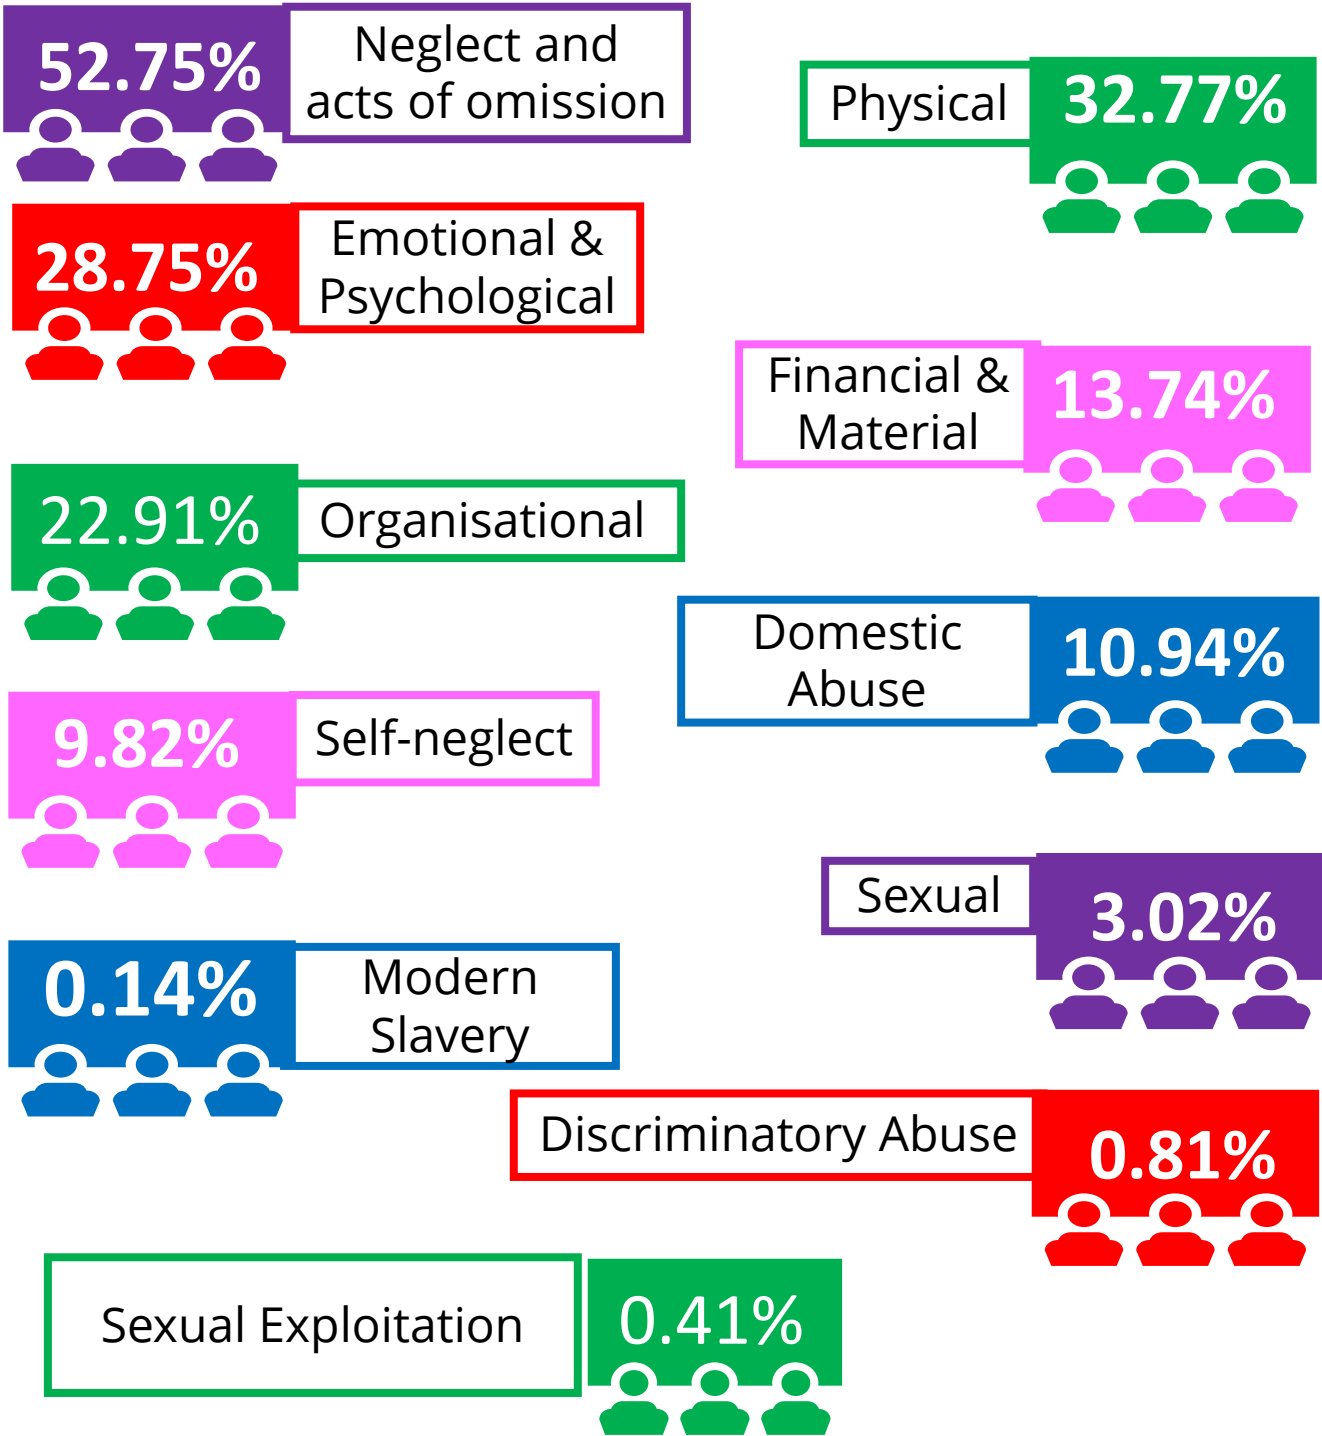 52.75%
Neglect and
acts of omission
Physical
32.77%
28.75%
Emotional &
Psychological
Financial &
Material
13.74%
22.91%
Organisational
Domestic
Abuse
10.94%
9.82%
Self-neglect
Sexual
3.02%
0.14%
Modern
Slavery
Discriminatory Abuse
0.81%
Sexual Exploitation
0.41%